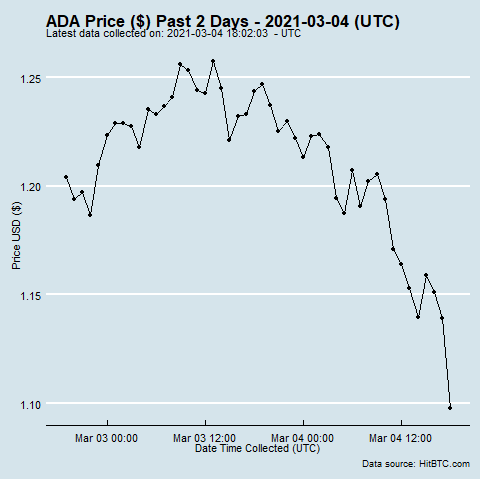 ADA Price ($) Past 2 Days - 2021-03-04 (UTC)
Latest data collected on: 2021-03-04 18:02:03  - UTC
1.25
1.20
1.15
1.10
Price USD ($)
Mar 03 00:00 Mar 03 12:00 Mar 04 00:00 Mar 04 12:00
Date Time Collected (UTC)
Data source: HitBTC.com